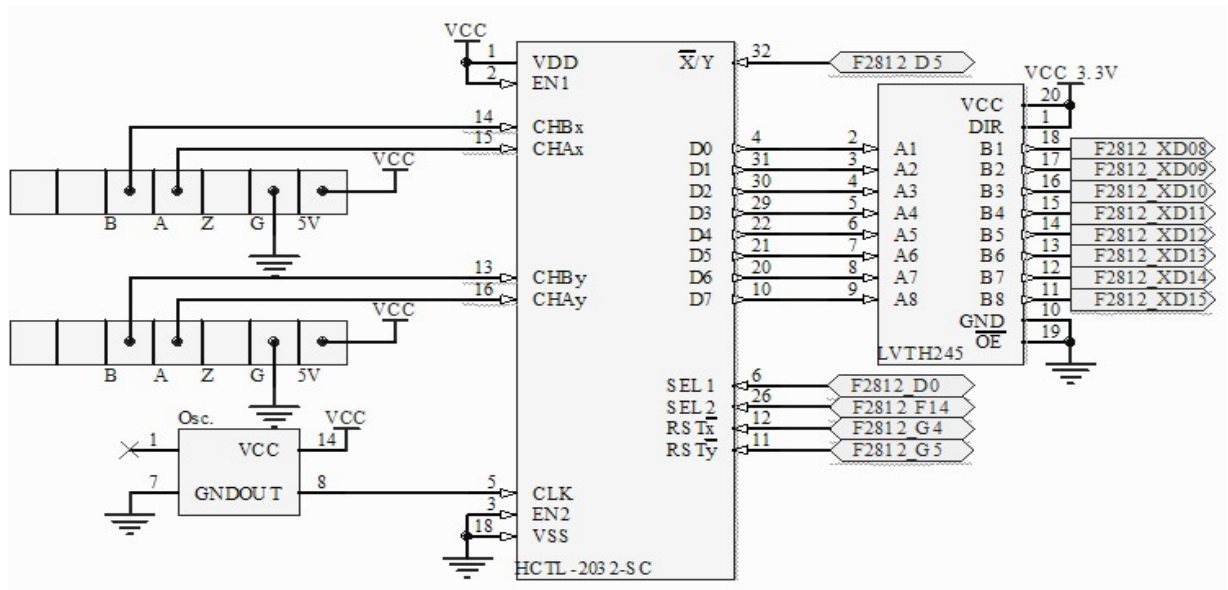 VCC
1 VDD X/Y 32 F2812_D5
2 EN1
VCC_3.3V
VCC 20
DIR 1
14 CHBx
15 CHAx
VCC
B A Z G 5V
D0 4 2 A1 B1 18 F2812_XD08
D1 31 3 A2 B2 17 F2812_XD09
D2 30 4 A3 B3 16 F2812_XD10
D3 29 5 A4 B4 15 F2812_XD11
D4 22 6 A5 B5 14 F2812_XD12
D5 21 7 A6 B6 13 F2812_XD13
D6 20 8 A7 B7 12 F2812_XD14
D7 10 9 A8 B8 11 F2812_XD15
GND 10
OE 19
LVTH245
13 CHBy
16 CHAy
VCC
B A Z G 5V
SEL1 6 F2812_D0
SEL2 26 F2812_F14
RSTx 12 F2812_G4
RSTy 11 F2812_G5
Osc.
VCC
1 VCC 14
7 GNDOUT 8
5 CLK
3 EN2
18 VSS
HCTL-2032-SC